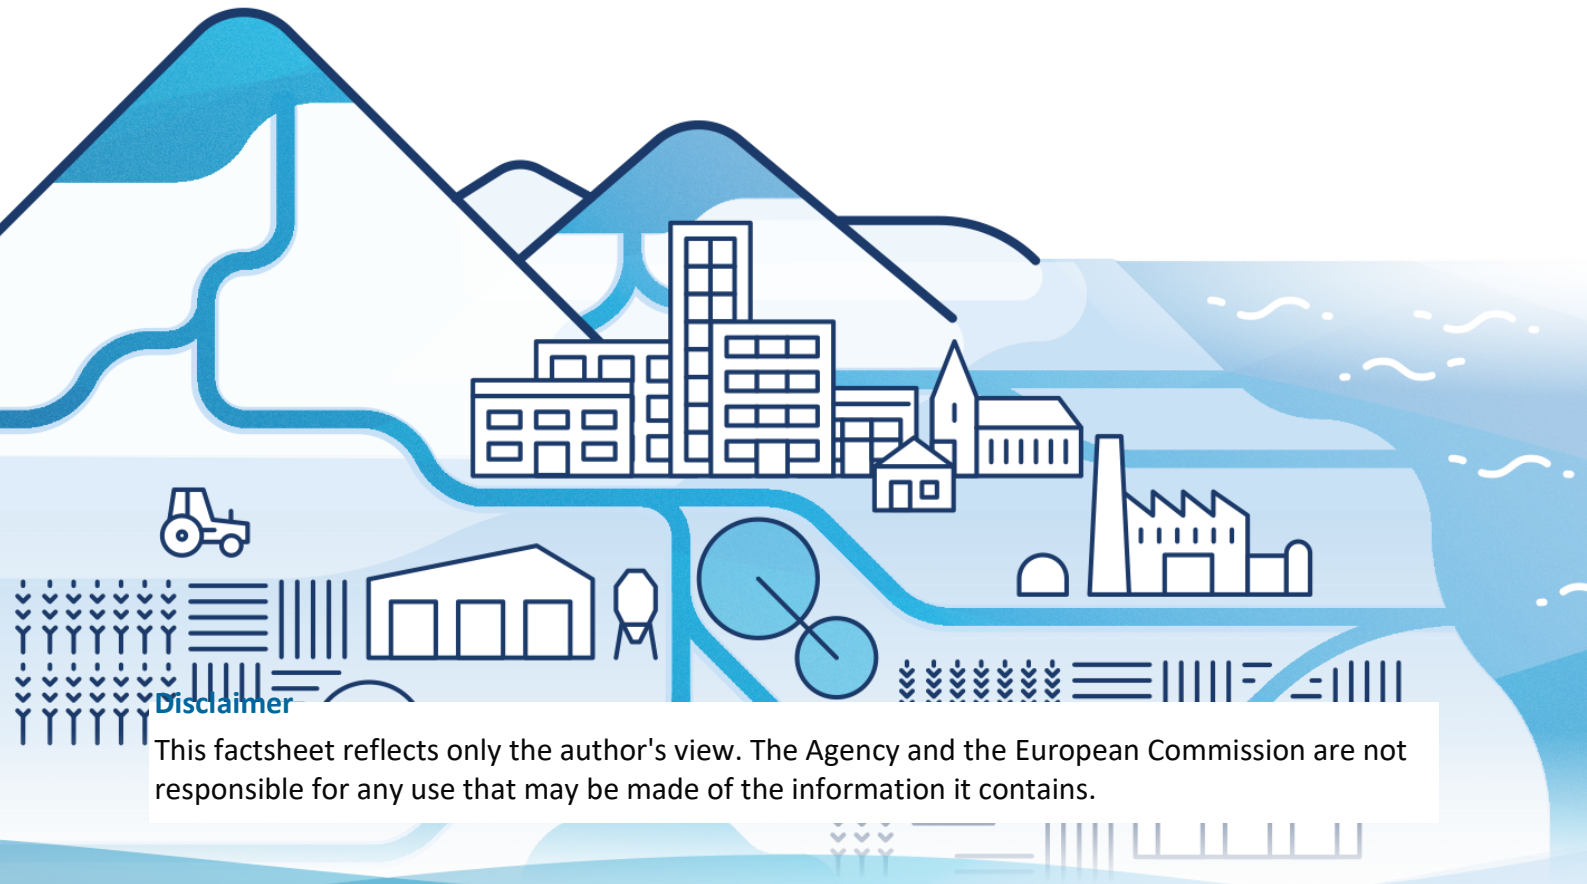 Disclaimer
This factsheet reflects only the author's view. The Agency and the European Commission are not
responsible for any use that may be made of the information it contains.